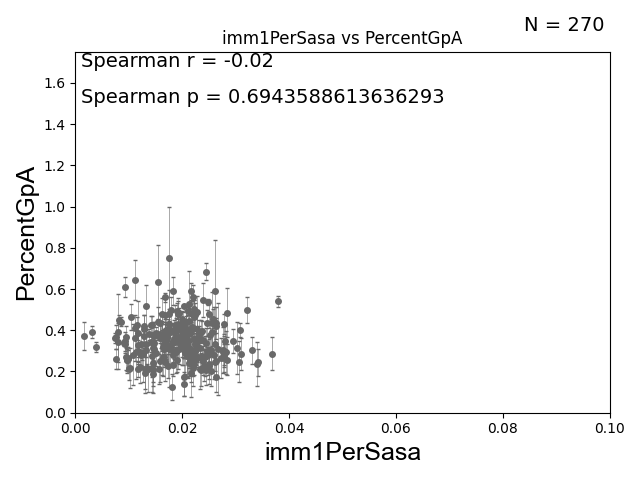 N = 270
imm1PerSasa vs PercentGpA
Spearman r = -0.02
Spearman p = 0.6943588613636293
PercentGpA
1.6
1.4
1.2
1.0
0.8
0.6
0.4
0.2
0.0
0.00 0.02 0.04 0.06 0.08 0.10
imm1PerSasa